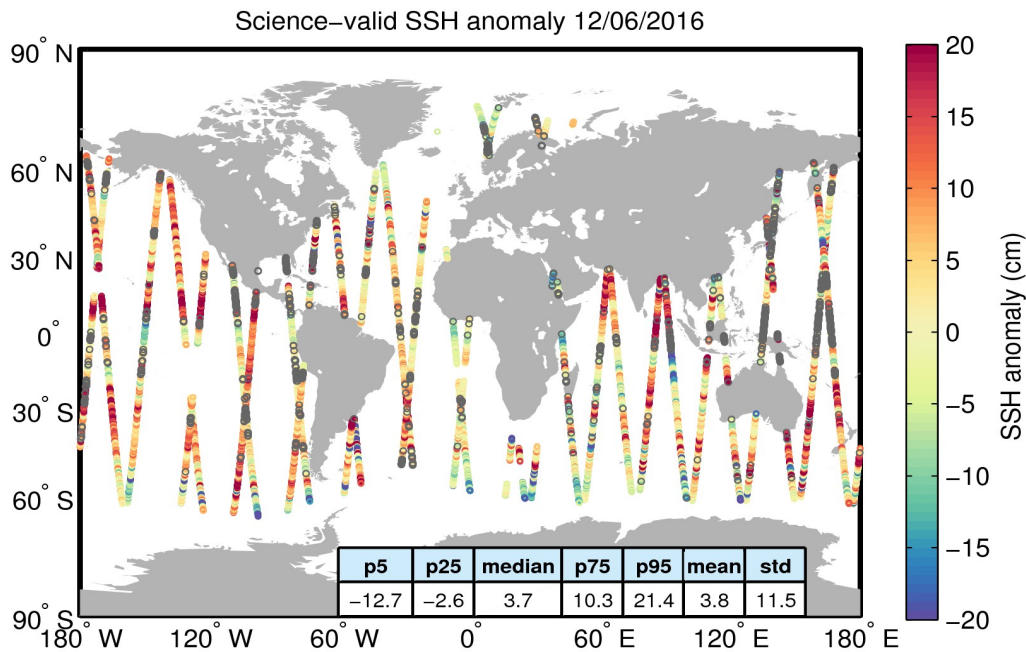 Science−valid SSH anomaly 12/06/2016
90° N
60° N
30° N
0°
30° S
60° S
90° S
180° W
120° W
60° W
0°
60° E
120° E
180° E
p5 p25 median p75 p95 mean std
−12.7 −2.6 3.7 10.3 21.4 3.8 11.5
20
15
10
5
0
−5
−10
−15
−20
SSH anomaly (cm)